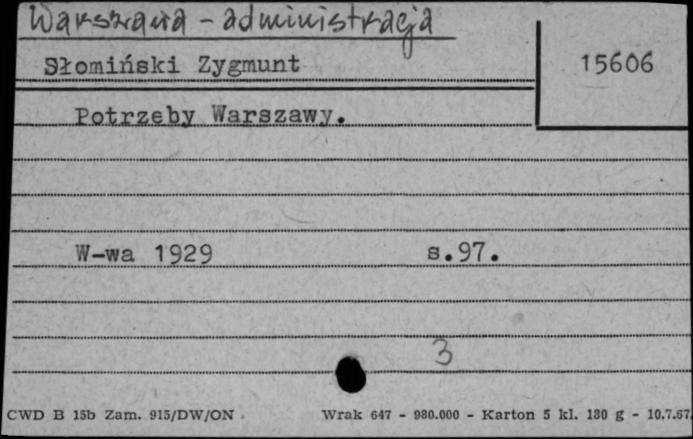 Warszawa - administracja
Słomiński Zygmunt
15606
Potrzeby Warszawy.
W-wa 1929 s.97.
3
CWD B 15b Zam. 915/DW/ON Wrak 647 - 980.000 - Karton 5 kl. 180 g - 10.7.67.